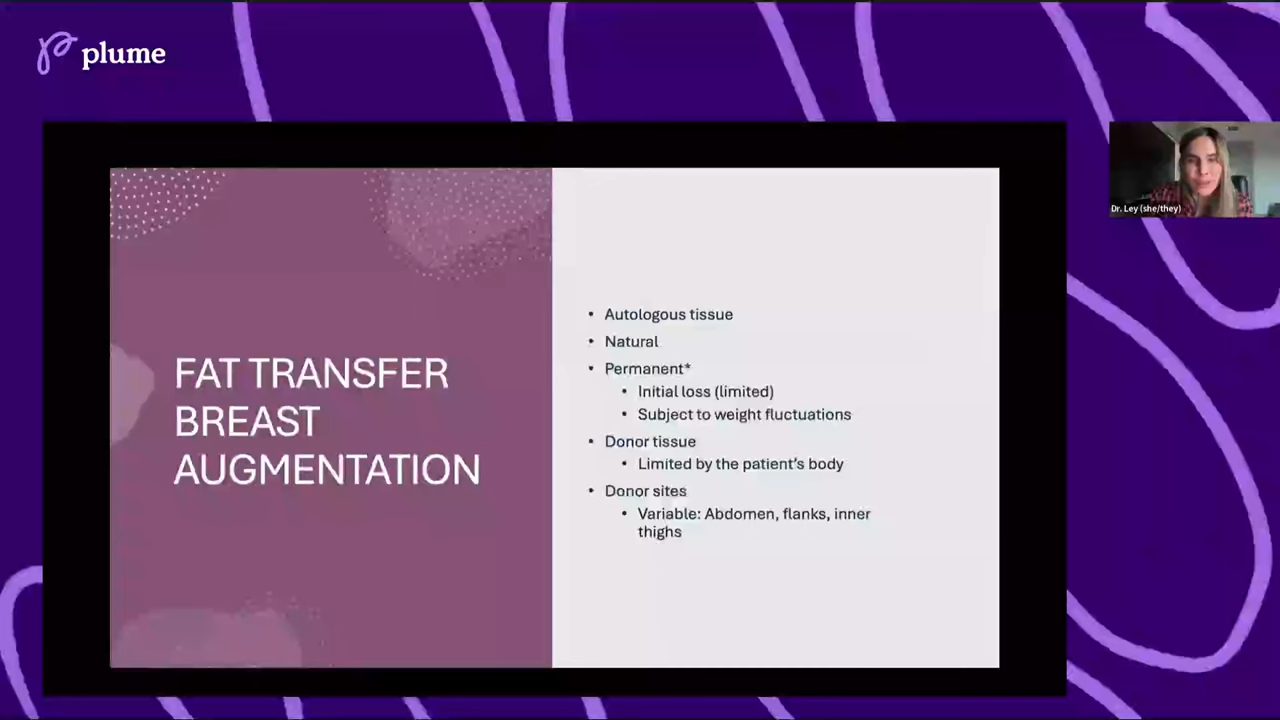 plume
Dr. Ley (she/they)
FAT TRANSFER
BREAST
AUGMENTATION
• Autologous tissue
• Natural
• Permanent*
• Initial loss (limited)
• Subject to weight fluctuations
• Donor tissue
• Limited by the patient's body
• Donor sites
• Variable: Abdomen, flanks, inner
thighs